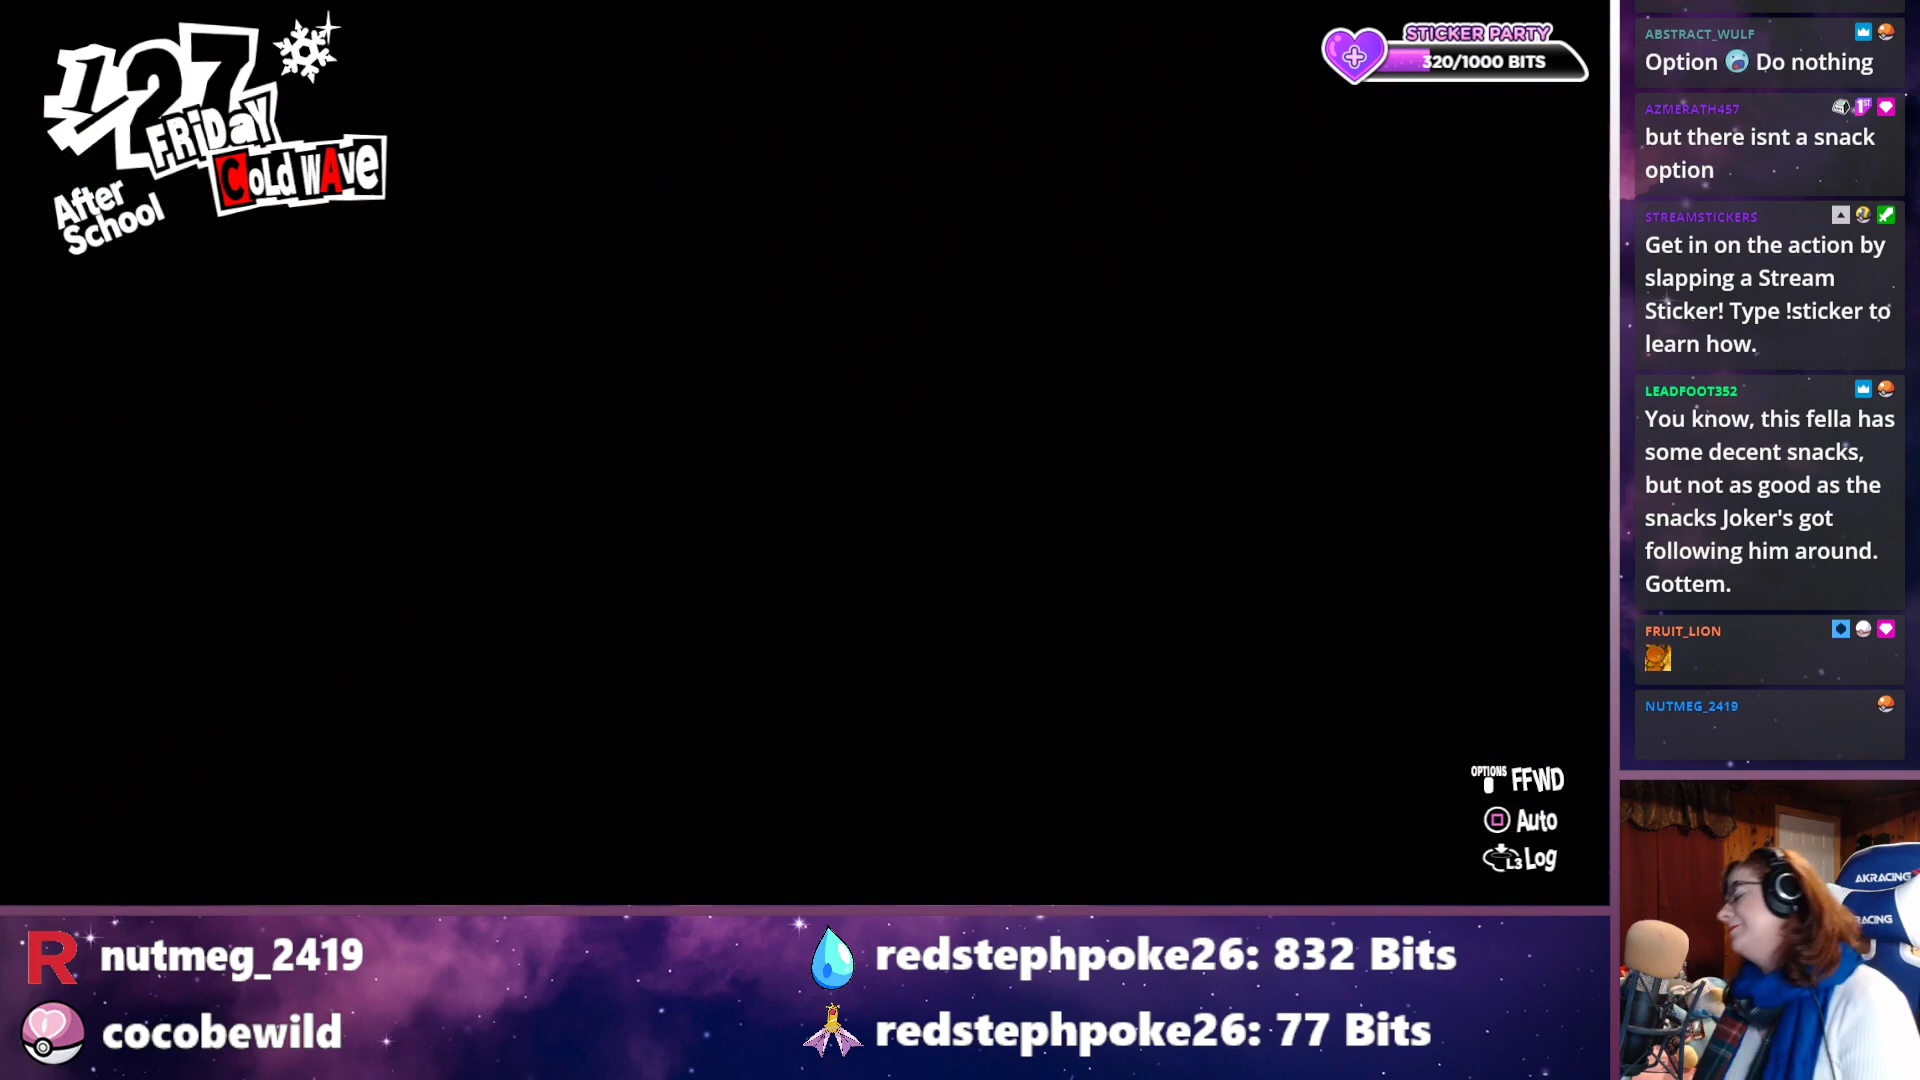 1/27
FRiDaY
CoLd wAve
After
School
STICKER PARTY
320/1000 BITS
OPTIONS FFWD
Auto
L3 Log
ABSTRACT_WULF
Option Do nothing
AZMERATH457
1ST
but there isnt a snack
option
STREAMSTICKERS
Get in on the action by
slapping a Stream
Sticker! Type !sticker to
learn how.
LEADFOOT352
You know, this fella has
some decent snacks,
but not as good as the
snacks Joker's got
following him around.
Gottem.
FRUIT_LION
NUTMEG_2419
AKRACING
RACING
R nutmeg_2419
cocobewild
redstephpoke26: 832 Bits
redstephpoke26: 77 Bits